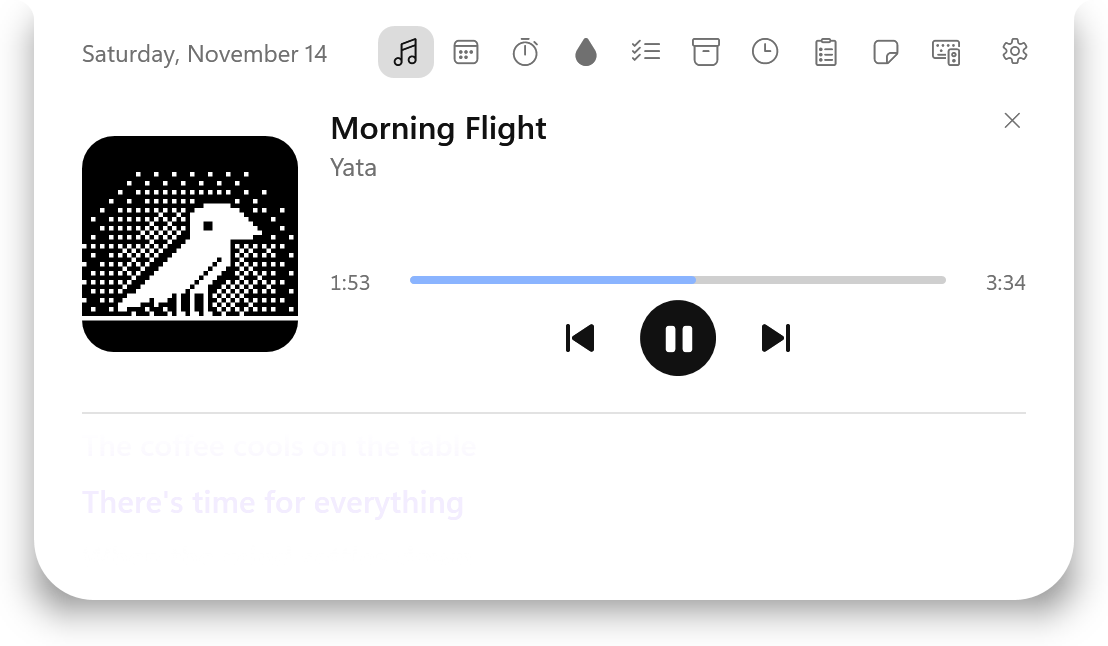 Saturday, November 14
Morning Flight
Yata
1:53
3:34
The coffee cools on the table
There's time for everything